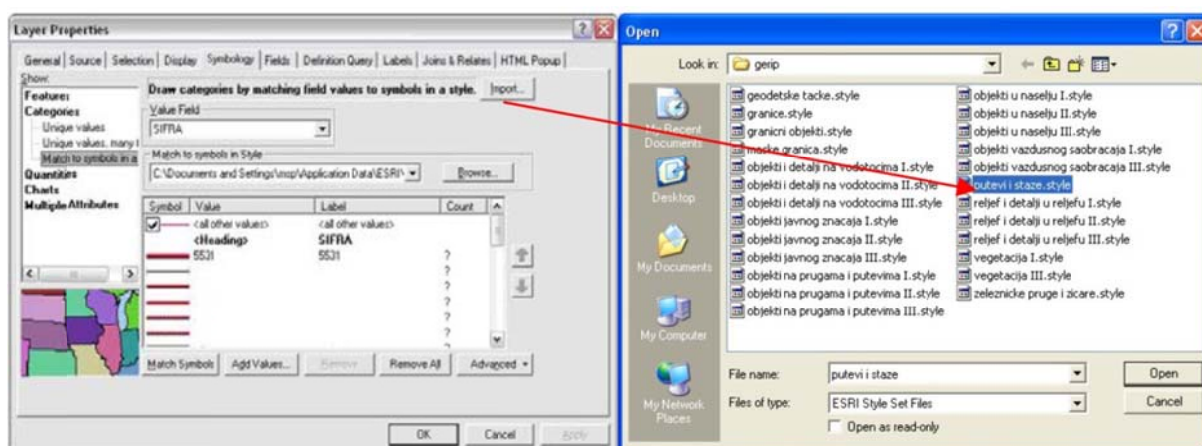 Layer Properties
General Source Selection Display Symbology Fields Definition Query Labels Joins & Relates HTML Popup
Show:
Features
Categories
Unique values
Unique values, many f
Match to symbols in a
Quantities
Charts
Multiple Attributes
Draw categories by matching field values to symbols in a style.
Import...
Value Field
SIFRA
Match to symbols in Style
C:\Documents and Settings\mop\Application Data\ESRI\
Browse...
Symbol Value Label Count
<all other values> <all other values>
<Heading> SIFRA
5531 5531 ?
?
?
?
?
?
Match Symbols Add Values... Remove Remove All Advanced
OK Cancel Apply
Open
Look in: gerip
My Recent Documents
Desktop
My Documents
My Computer
My Network Places
geodetske tacke.style
granice.style
granicni objekti.style
maske granica.style
objekti i detalji na vodotocima I.style
objekti i detalji na vodotocima II.style
objekti i detalji na vodotocima III.style
objekti javnog znacaja I.style
objekti javnog znacaja II.style
objekti javnog znacaja III.style
objekti na prugama i putevima I.style
objekti na prugama i putevima II.style
objekti na prugama i putevima III.style
objekti u naselju I.style
objekti u naselju II.style
objekti u naselju III.style
objekti vazdusnog saobracaja I.style
objekti vazdusnog saobracaja III.style
putevi i staze.style
reljef i detalji u reljefu I.style
reljef i detalji u reljefu II.style
reljef i detalji u reljefu III.style
vegetacija I.style
vegetacija III.style
zeleznicke pruge i zicare.style
File name: putevi i staze Open
Files of type: ESRI Style Set Files Cancel
Open as read-only